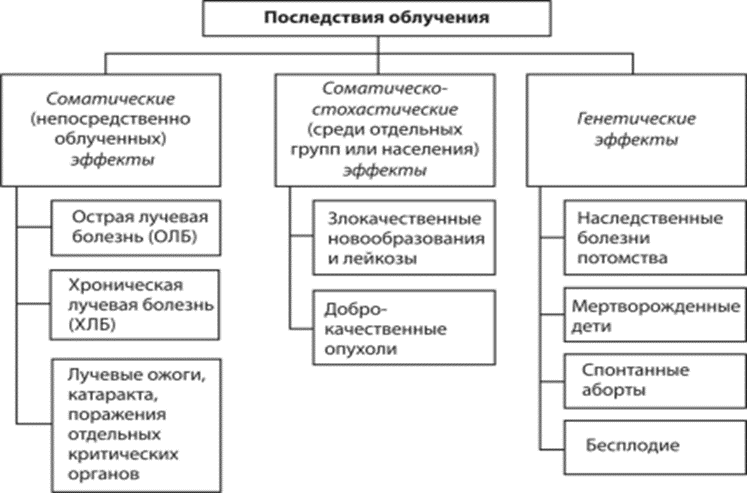 Последствия облучения
Соматические
(непосредственно
облученных)
эффекты
Острая лучевая
болезнь (ОЛБ)
Хроническая
лучевая болезнь
(ХЛБ)
Лучевые ожоги,
катаракта,
поражения
отдельных
критических
органов
Соматическо-
стохастические
(среди отдельных
групп или населения)
эффекты
Злокачественные
новообразования
и лейкозы
Добро-
качественные
опухоли
Генетические
эффекты
Наследственные
болезни
потомства
Мертворожденные
дети
Спонтанные
аборты
Бесплодие